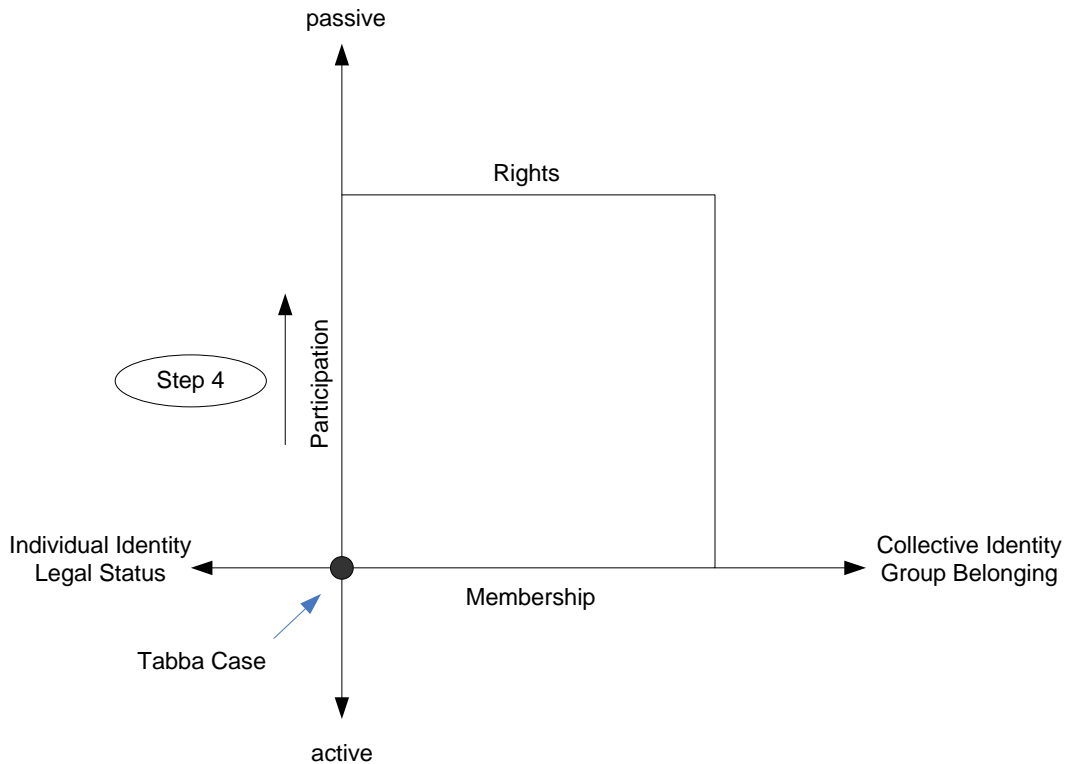 passive
Rights
Participation
Step 4
Individual Identity
Legal Status
Collective Identity
Group Belonging
Membership
Tabba Case
active